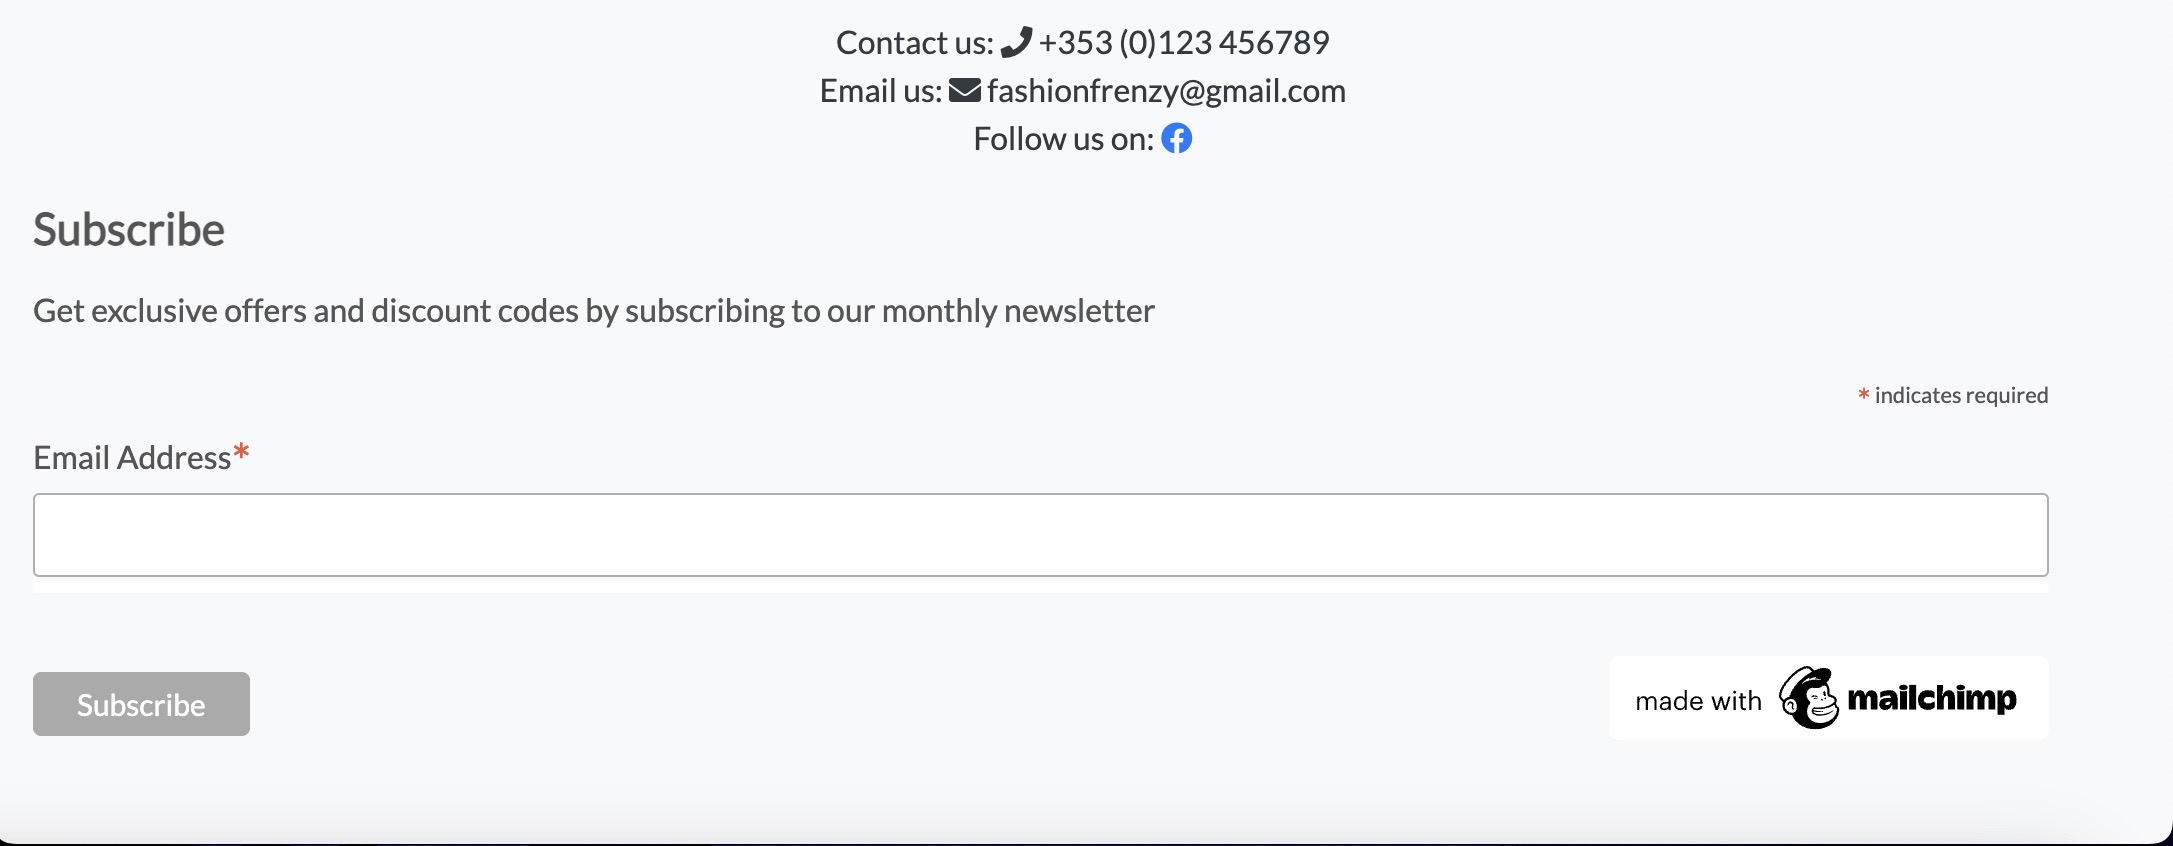 Contact us: +353 (0)123 456789
Email us: fashionfrenzy@gmail.com
Follow us on:
Subscribe
Get exclusive offers and discount codes by subscribing to our monthly newsletter
* indicates required
Email Address*
Subscribe
made with mailchimp